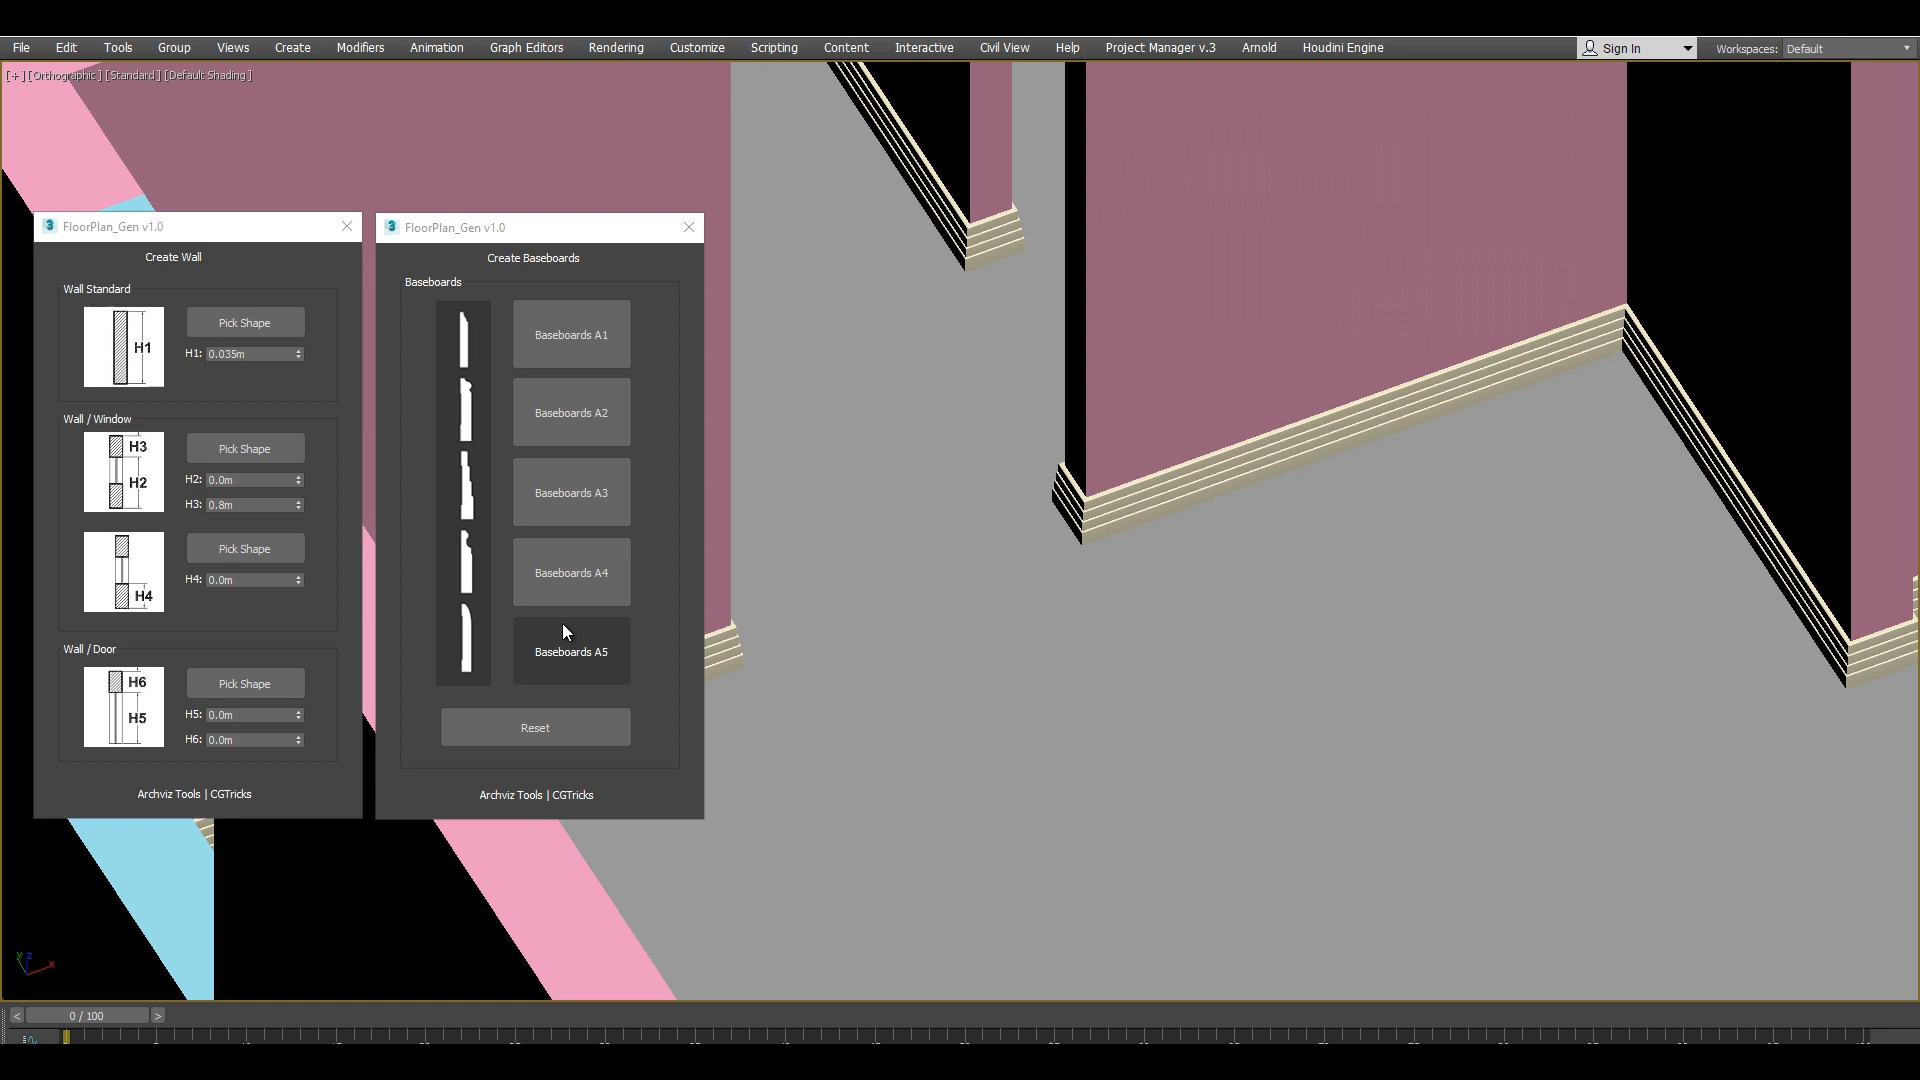 File Edit Tools Group Views Create Modifiers Animation Graph Editors Rendering Customize Scripting Content Interactive Civil View Help Project Manager v.3 Arnold Houdini Engine Sign In Workspaces: Default
[+] [Orthographic] [Standard] [Default Shading]
FloorPlan_Gen v1.0
Create Wall
Wall Standard
H1
Pick Shape
H1: 0.035m
Wall / Window
H3
H2
Pick Shape
H2: 0.0m
H3: 0.8m
H4
Pick Shape
H4: 0.0m
Wall / Door
H6
H5
Pick Shape
H5: 0.0m
H6: 0.0m
Archviz Tools | CGTricks
FloorPlan_Gen v1.0
Create Baseboards
Baseboards
Baseboards A1
Baseboards A2
Baseboards A3
Baseboards A4
Baseboards A5
Reset
Archviz Tools | CGTricks
y z x
< 0 / 100 >